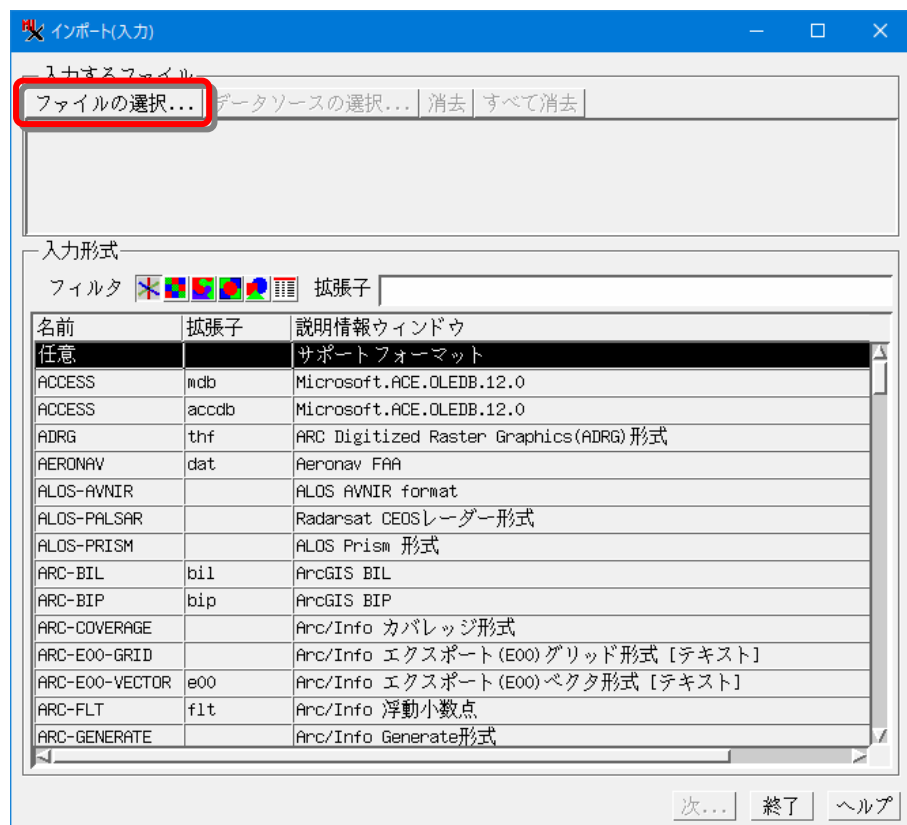 インポート(入力)
入力するファイル
ファイルの選択... データソースの選択... 消去 すべて消去
入力形式
フィルタ 拡張子
名前 拡張子 説明情報ウィンドウ
任意 サポートフォーマット
ACCESS mdb Microsoft.ACE.OLEDB.12.0
ACCESS accdb Microsoft.ACE.OLEDB.12.0
ADRG thf ARC Digitized Raster Graphics(ADRG)形式
AERONAV dat Aeronav FAA
ALOS-AVNIR ALOS AVNIR format
ALOS-PALSAR Radarsat CEOSレーダー形式
ALOS-PRISM ALOS Prism 形式
ARC-BIL bil ArcGIS BIL
ARC-BIP bip ArcGIS BIP
ARC-COVERAGE Arc/Info カバレッジ形式
ARC-E00-GRID Arc/Info エクスポート(E00)グリッド形式 [テキスト]
ARC-E00-VECTOR e00 Arc/Info エクスポート(E00)ベクタ形式 [テキスト]
ARC-FLT flt Arc/Info 浮動小数点
ARC-GENERATE Arc/Info Generate形式
次... 終了 ヘルプ